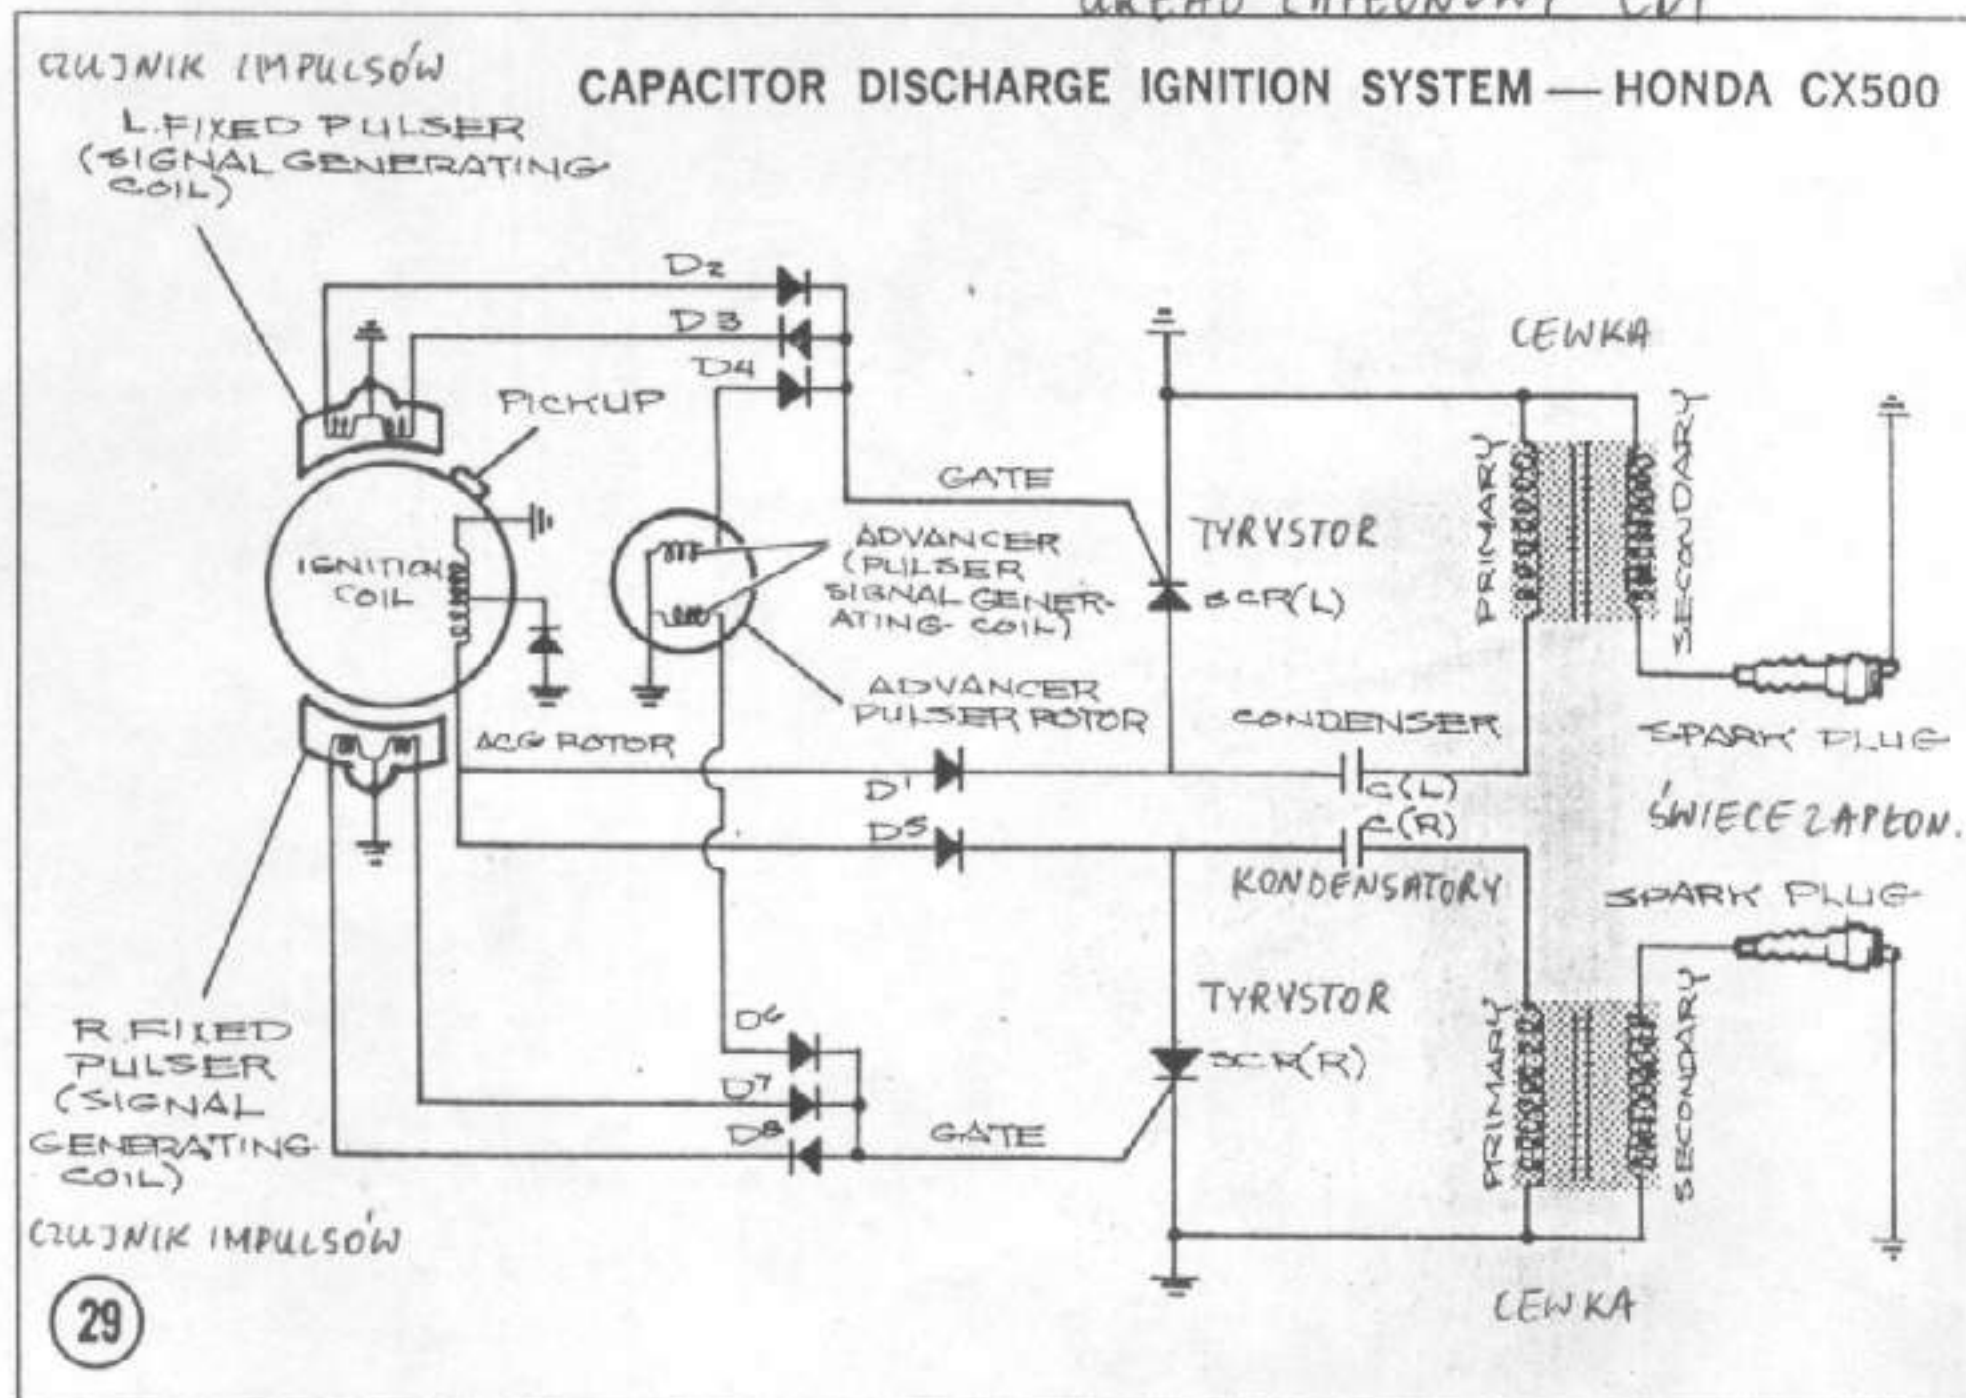 UKŁAD ZAPŁONOWY CDI
CZUJNIK IMPULSÓW
CAPACITOR DISCHARGE IGNITION SYSTEM — HONDA CX500
L. FIXED PULSER
(SIGNAL GENERATING
COIL)
D2
D3
D4
PICKUP
CEWKA
GATE
PRIMARY
SECONDARY
IGNITION
COIL
ADVANCER
(PULSER
SIGNAL GENER-
ATING COIL)
TYRYSTOR
SCR(L)
ADVANCER
PULSER ROTOR
ACG ROTOR
CONDENSER
SPARK PLUG
D1
C(L)
D5
C(R)
ŚWIECE ZAPŁON.
KONDENSATORY
SPARK PLUG
R. FIXED
PULSER
(SIGNAL
GENERATING
COIL)
D6
D7
D8
GATE
TYRYSTOR
SCR(R)
PRIMARY
SECONDARY
CZUJNIK IMPULSÓW
CEWKA
29